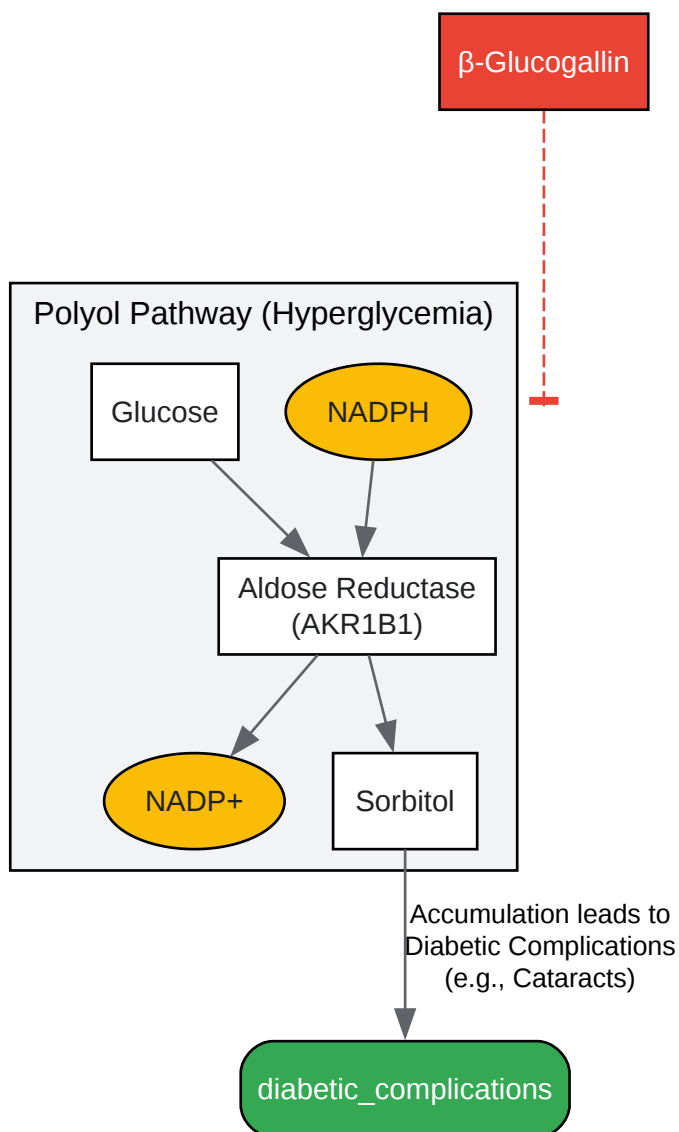 β-Glucogallin
Polyol Pathway (Hyperglycemia)
Glucose
NADPH
Aldose Reductase
(AKR1B1)
NADP+
Sorbitol
Accumulation leads to
Diabetic Complications
(e.g., Cataracts)
diabetic_complications